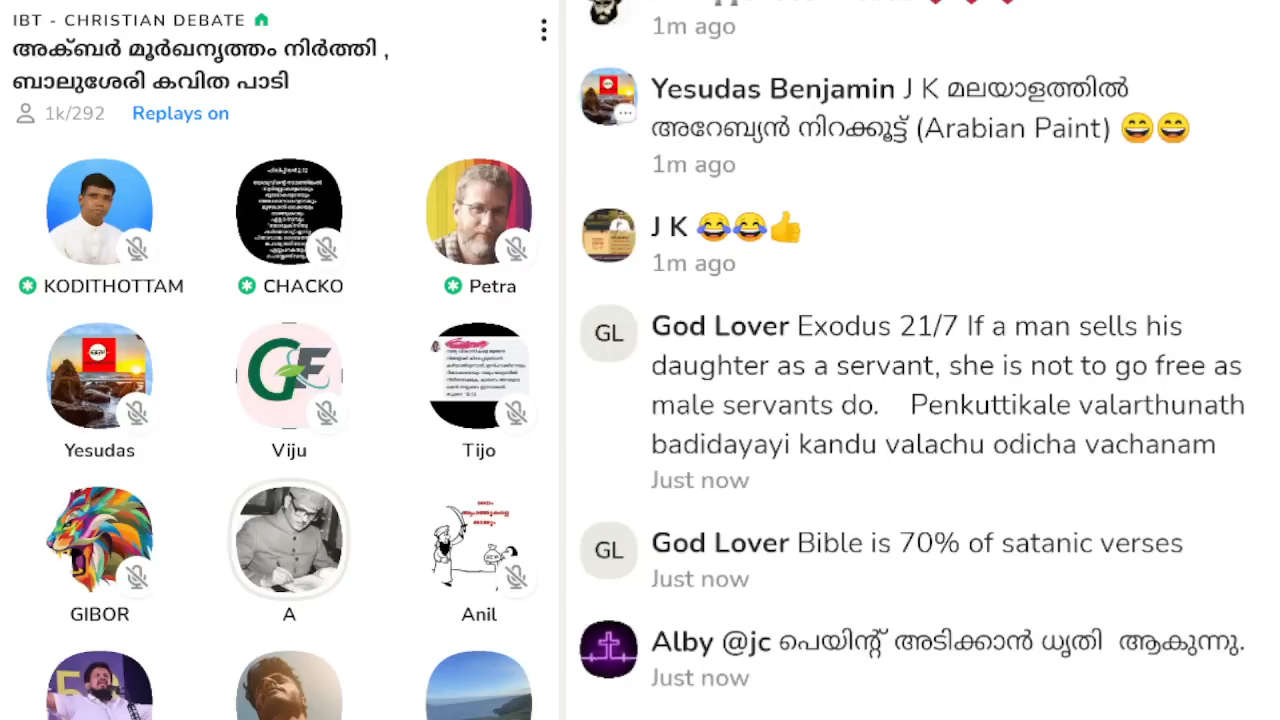 IBT - CHRISTIAN DEBATE
അക്ബർ മൂർഖനൃത്തം നിർത്തി ,
ബാലുശേരി കവിത പാടി
1k/292 Replays on
KODITHOTTAM
CHACKO
Petra
Yesudas
Viju
Tijo
GIBOR
A
Anil
1m ago
Yesudas Benjamin J K മലയാളത്തിൽ
അറേബ്യൻ നിറക്കൂട്ട് (Arabian Paint) 😄😄
1m ago
J K 😂😂👍
1m ago
GL
God Lover Exodus 21/7 If a man sells his
daughter as a servant, she is not to go free as
male servants do. Penkuttikale valarthunath
badidayayi kandu valachu odicha vachanam
Just now
GL
God Lover Bible is 70% of satanic verses
Just now
Alby @jc പെയിന്റ് അടിക്കാൻ ധൃതി ആകുന്നു.
Just now